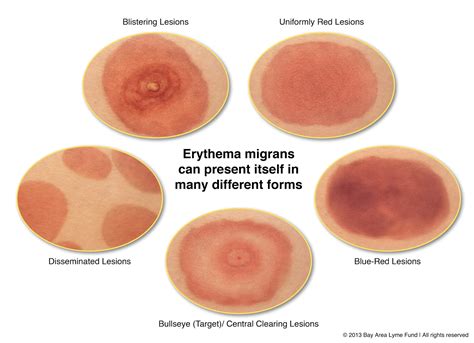 Blistering Lesions
Uniformly Red Lesions
Erythema migrans
can present itself in
many different forms
Disseminated Lesions
Blue-Red Lesions
Bullseye (Target)/ Central Clearing Lesions
© 2013 Bay Area Lyme Fund I All rights reserved